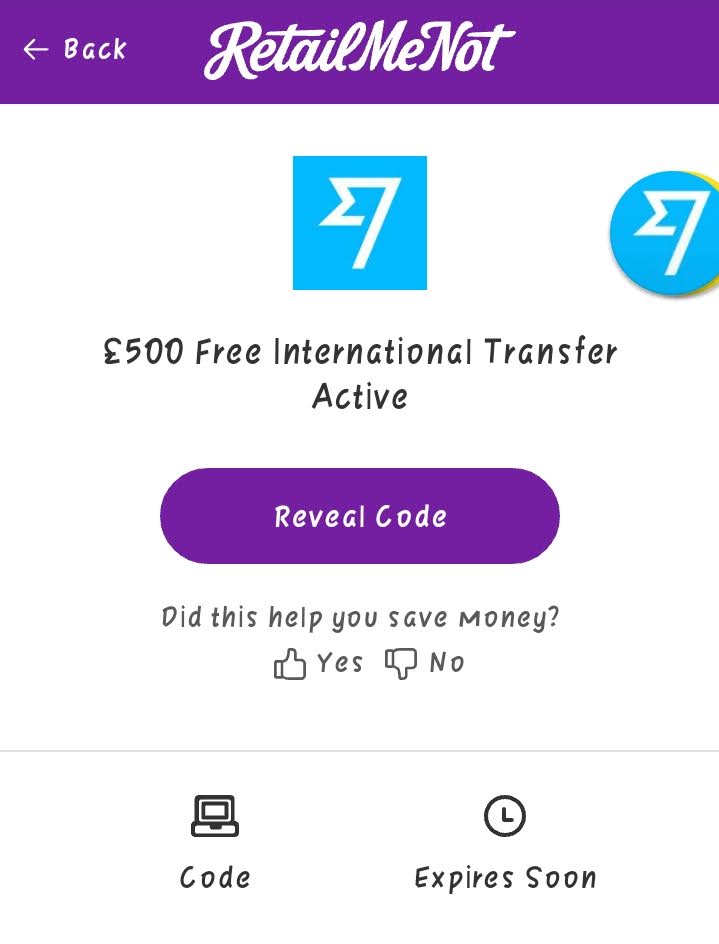 ← Back
RetailMeNot
£500 Free International Transfer
Active
Reveal Code
Did this help you save money?
Yes No
Code Expires Soon